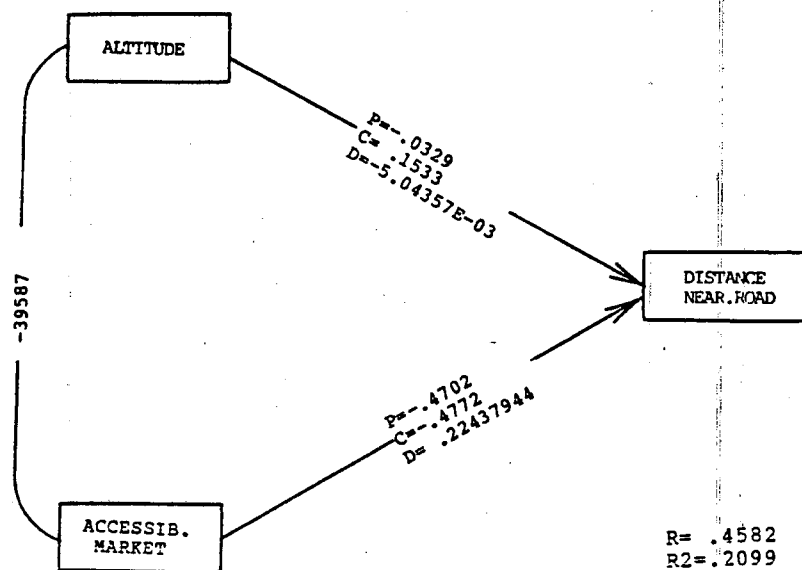 ALTITUDE
P=-.0329
C= .1533
D=-5.04357E-03
-39587
DISTANCE
NEAR.ROAD
P=-.4702
C=-.4772
D= .22437944
ACCESSIB.
MARKET
R= .4582
R2=.2099